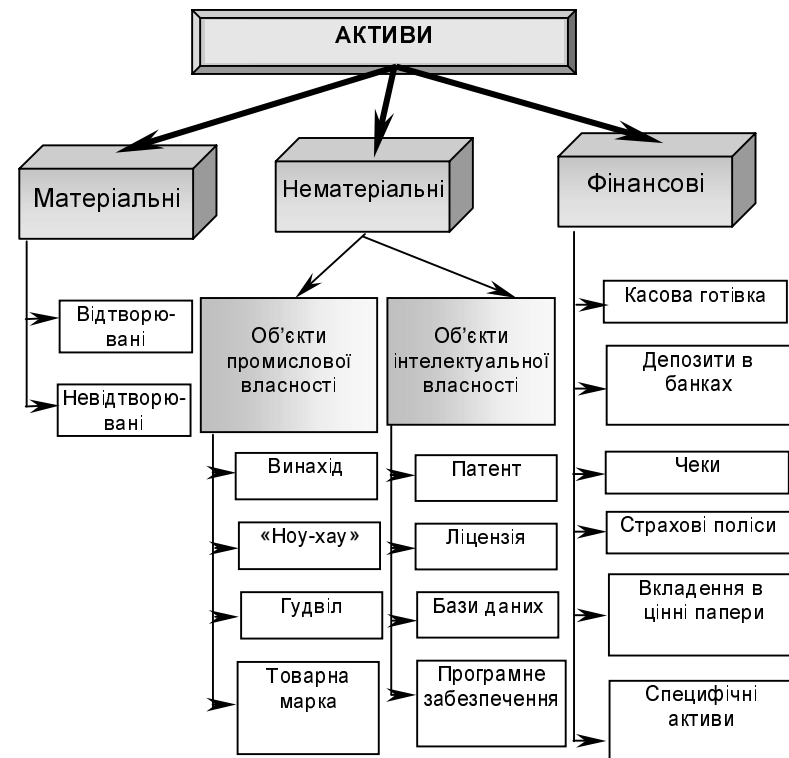 АКТИВИ
Матеріальні
Нематеріальні
Фінансові
Відтворю-
вані
Невідтворю-
вані
Об’єкти
промислової
власності
Винахід
«Ноу-хау»
Гудвіл
Товарна
марка
Об’єкти
інтелектуальної
власності
Патент
Ліцензія
Бази даних
Програмне
забезпечення
Касова готівка
Депозити в
банках
Чеки
Страхові поліси
Вкладення в
цінні папери
Специфічні
активи